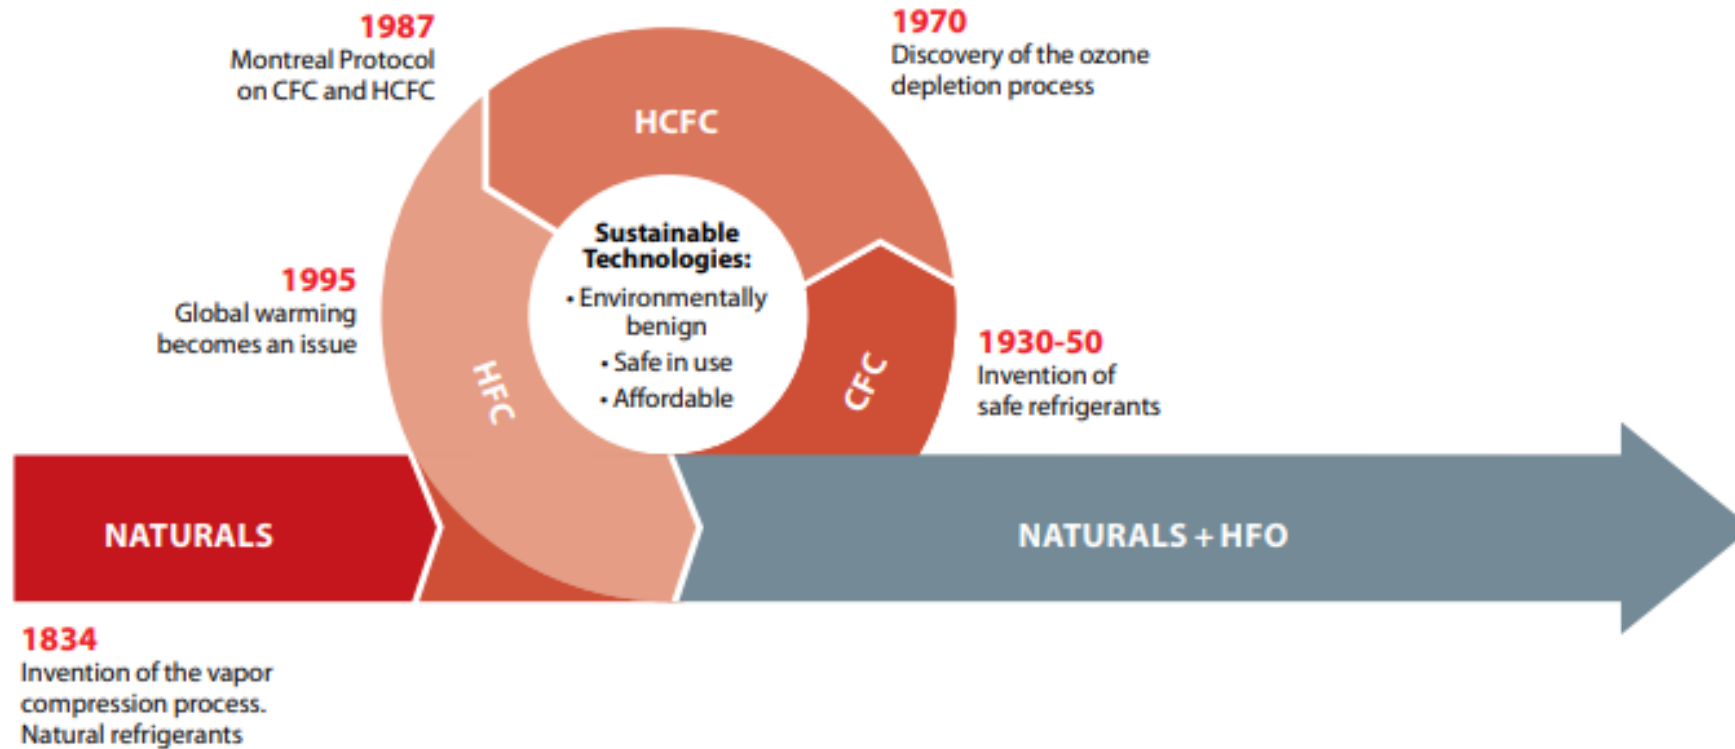 1987
Montreal Protocol
on CFC and HCFC
1970
Discovery of the ozone
depletion process
HCFC
Sustainable
Technologies:
• Environmentally
benign
• Safe in use
• Affordable
1995
Global warming
becomes an issue
HFC
CFC
1930-50
Invention of
safe refrigerants
NATURALS
NATURALS + HFO
1834
Invention of the vapor
compression process.
Natural refrigerants